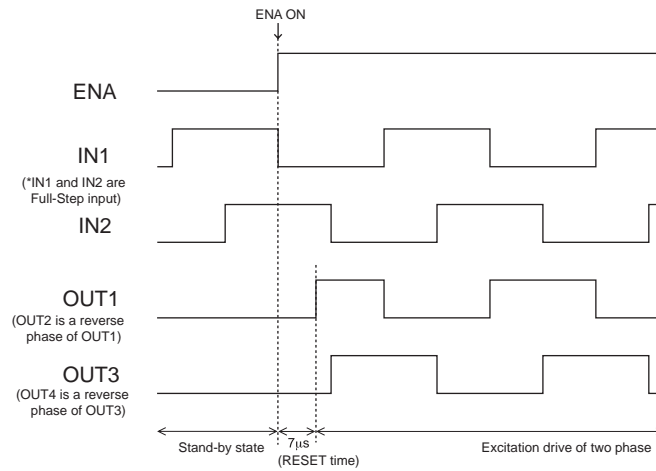 ENA ON
ENA
IN1
(*IN1 and IN2 are
Full-Step input)
IN2
OUT1
(OUT2 is a reverse
phase of OUT1)
OUT3
(OUT4 is a reverse
phase of OUT3)
Stand-by state
7μs
(RESET time)
Excitation drive of two phase